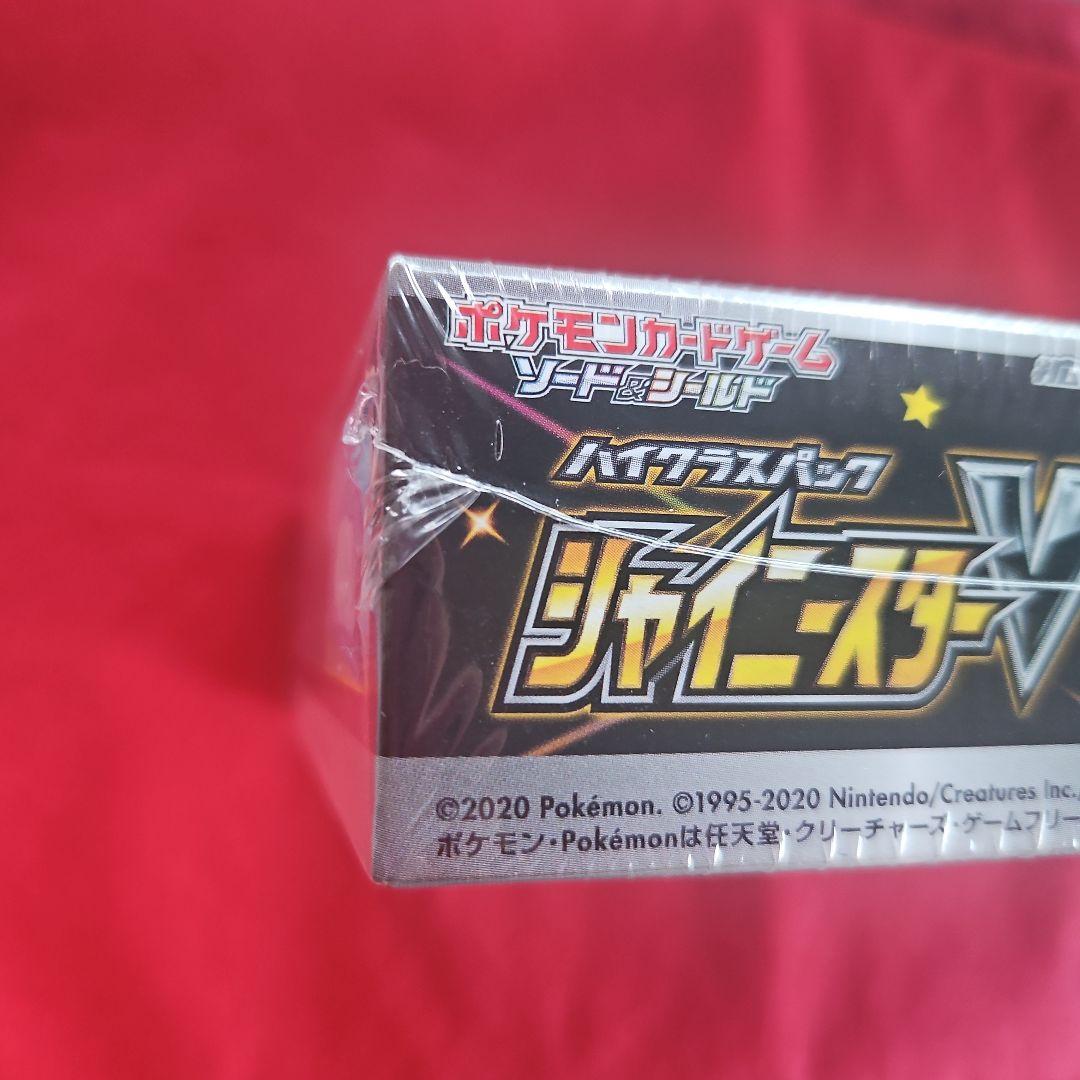 ポケモンカードゲーム
ソード&シールド
ハイクラスパック
シャイニースターV
©2020 Pokémon. ©1995-2020 Nintendo/Creatures Inc.
ポケモン・Pokémonは任天堂・クリーチャーズ・ゲームフリー